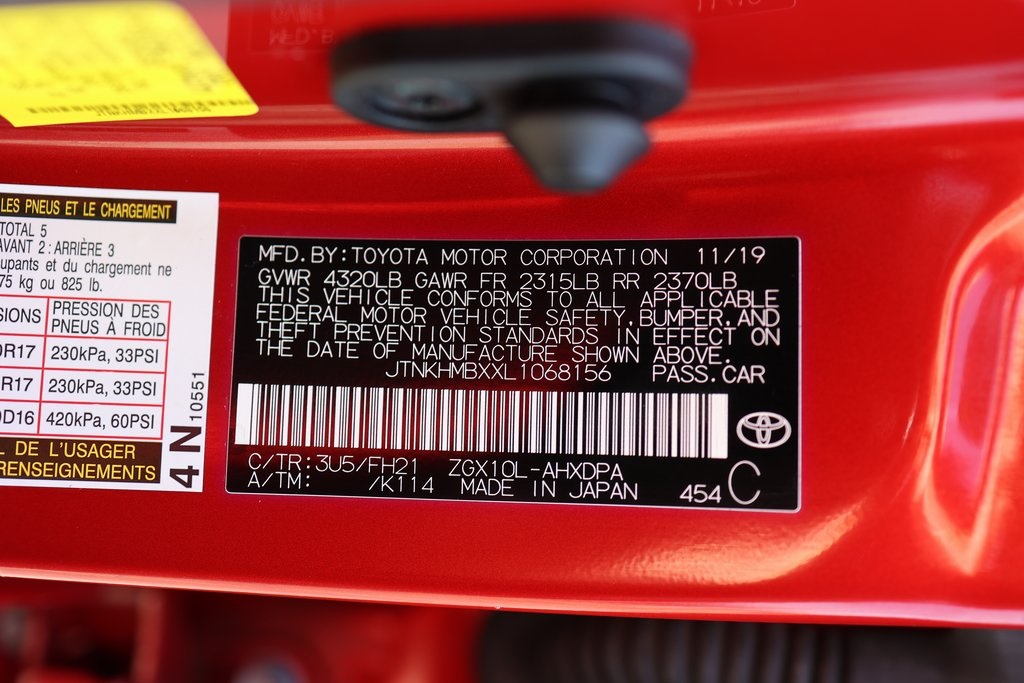 LES PNEUS ET LE CHARGEMENT
TOTAL 5
AVANT 2 : ARRIÈRE 3
upants et du chargement ne
75 kg ou 825 lb.
SIONS PRESSION DES PNEUS À FROID
0R17 230kPa, 33PSI
R17 230kPa, 33PSI
0D16 420kPa, 60PSI
L DE L'USAGER
RENSEIGNEMENTS
4 N 10551
MFD. BY: TOYOTA MOTOR CORPORATION 11/19
GVWR 4320LB GAWR FR 2315LB RR 2370LB
THIS VEHICLE CONFORMS TO ALL APPLICABLE
FEDERAL MOTOR VEHICLE SAFETY, BUMPER, AND
THEFT PREVENTION STANDARDS IN EFFECT ON
THE DATE OF MANUFACTURE SHOWN ABOVE.
JTNKHMBXXL1068156 PASS.CAR
C/TR: 3U5/FH21 ZGX10L-AHXDPA
A/TM: /K114 MADE IN JAPAN 454 C